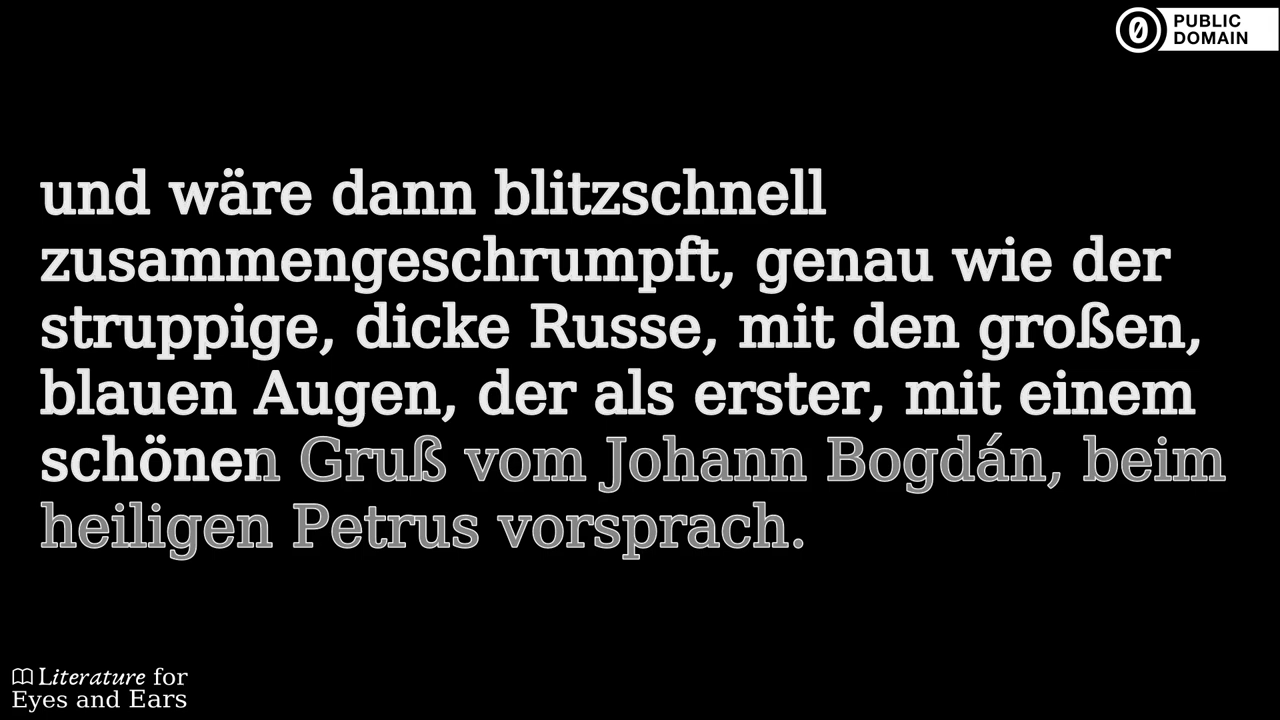 PUBLIC
DOMAIN
und wäre dann blitzschnell
zusammengeschrumpft, genau wie der
struppige, dicke Russe, mit den großen,
blauen Augen, der als erster, mit einem
schönen Gruß vom Johann Bogdán, beim
heiligen Petrus vorsprach.
Literature for
Eyes and Ears